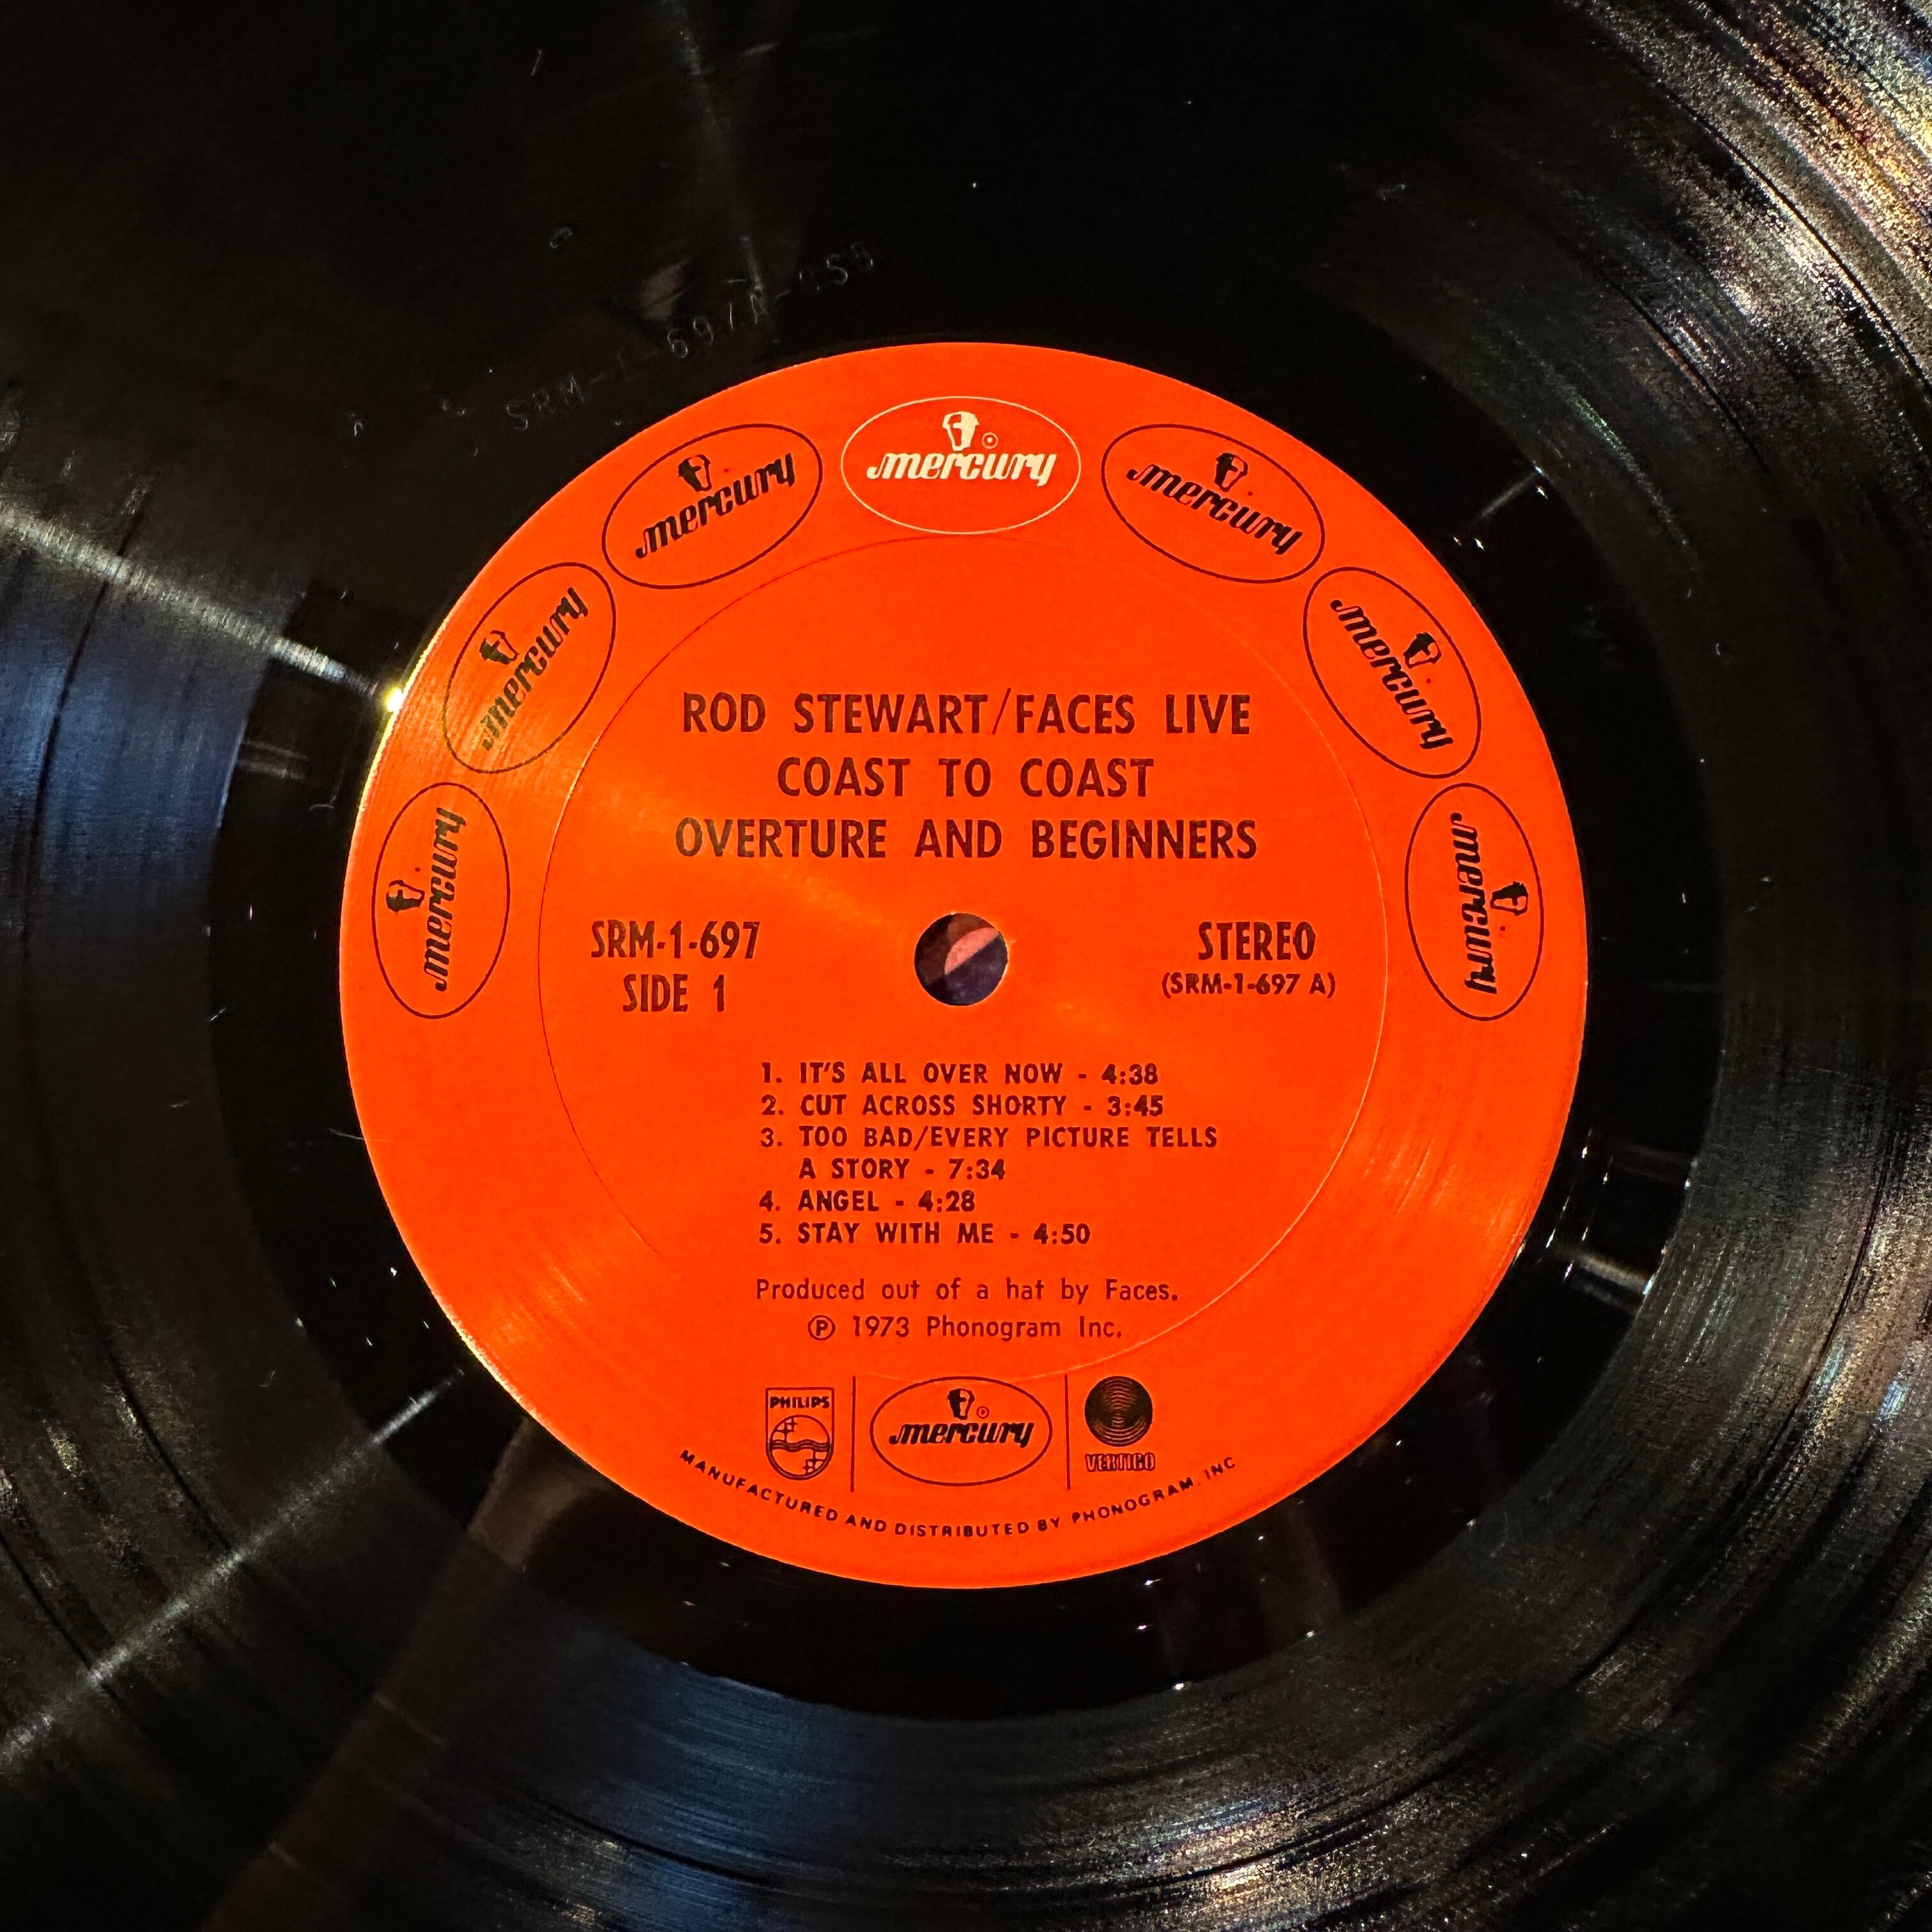 SRM-1-697A-CS5
mercury
mercury
mercury
mercury
mercury
mercury
mercury
ROD STEWART/FACES LIVE
COAST TO COAST
OVERTURE AND BEGINNERS
SRM-1-697
SIDE 1
STEREO
(SRM-1-697 A)
1. IT'S ALL OVER NOW - 4:38
2. CUT ACROSS SHORTY - 3:45
3. TOO BAD/EVERY PICTURE TELLS
A STORY - 7:34
4. ANGEL - 4:28
5. STAY WITH ME - 4:50
Produced out of a hat by Faces.
℗ 1973 Phonogram Inc.
PHILIPS
mercury
VERTIGO
MANUFACTURED AND DISTRIBUTED BY PHONOGRAM, INC